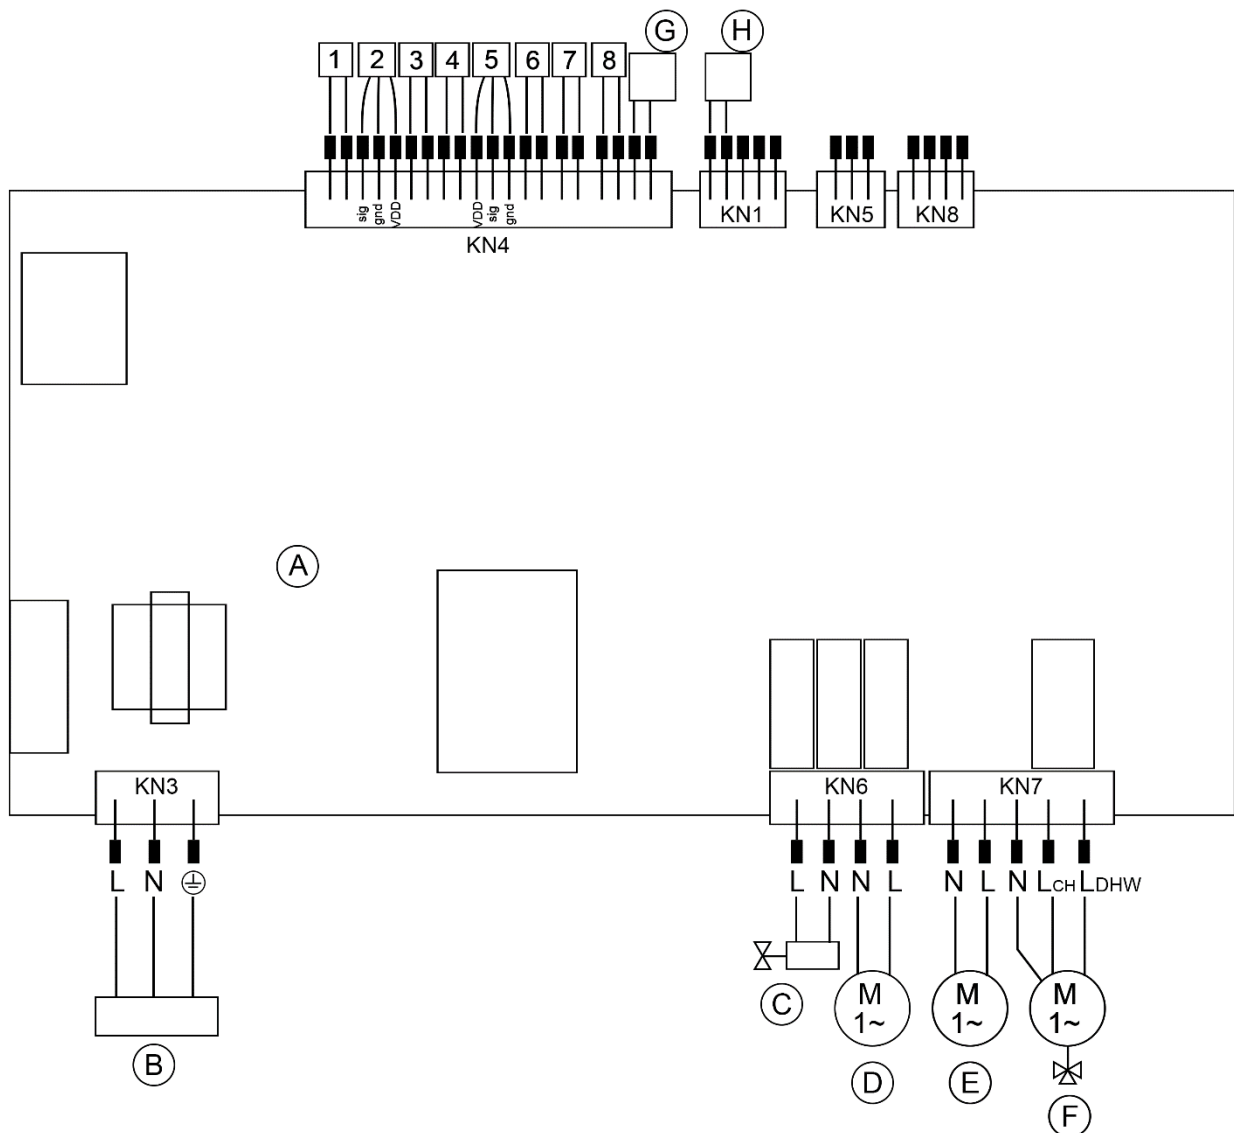 G H
1 2 3 4 5 6 7 8
sig gnd VDD VDD sig gnd
KN4
KN1 KN5 KN8
A
KN3
KN6 KN7
L N
L N N L N L N LCH LDHW
M 1~
M 1~
M 1~
B
C
D
E
F